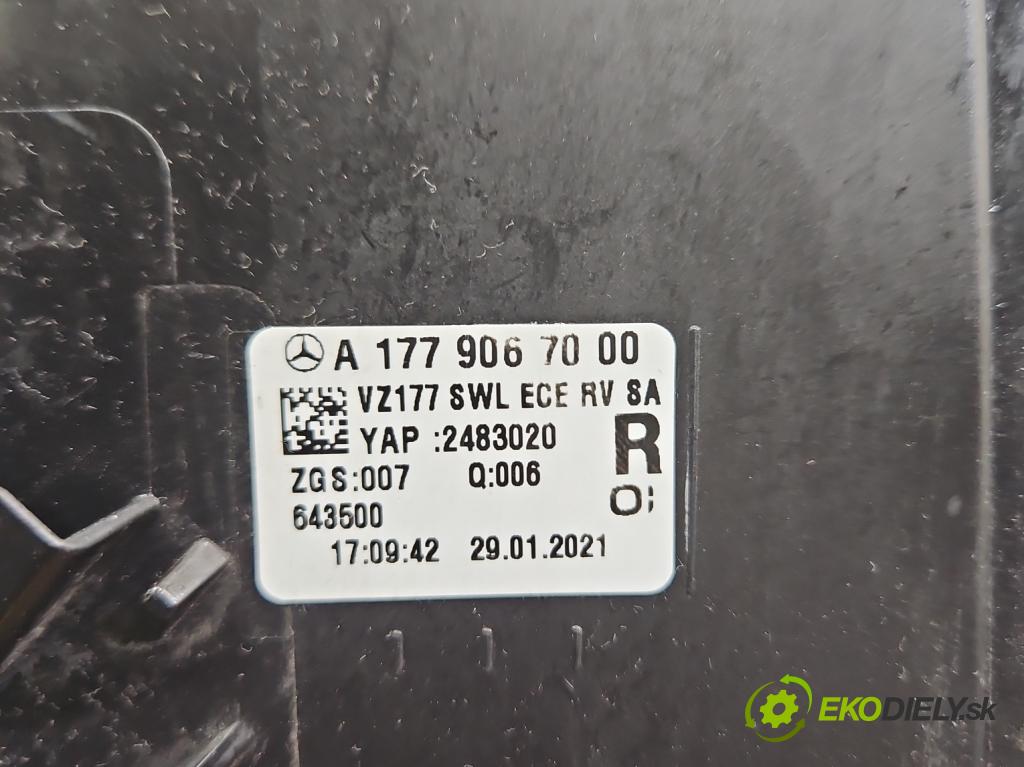 A 177 906 70 00
VZ177 SWL ECE RV SA
YAP :2483020
R
ZGS:007 Q:006
643500
17:09:42 29.01.2021
EKODIELY.sk